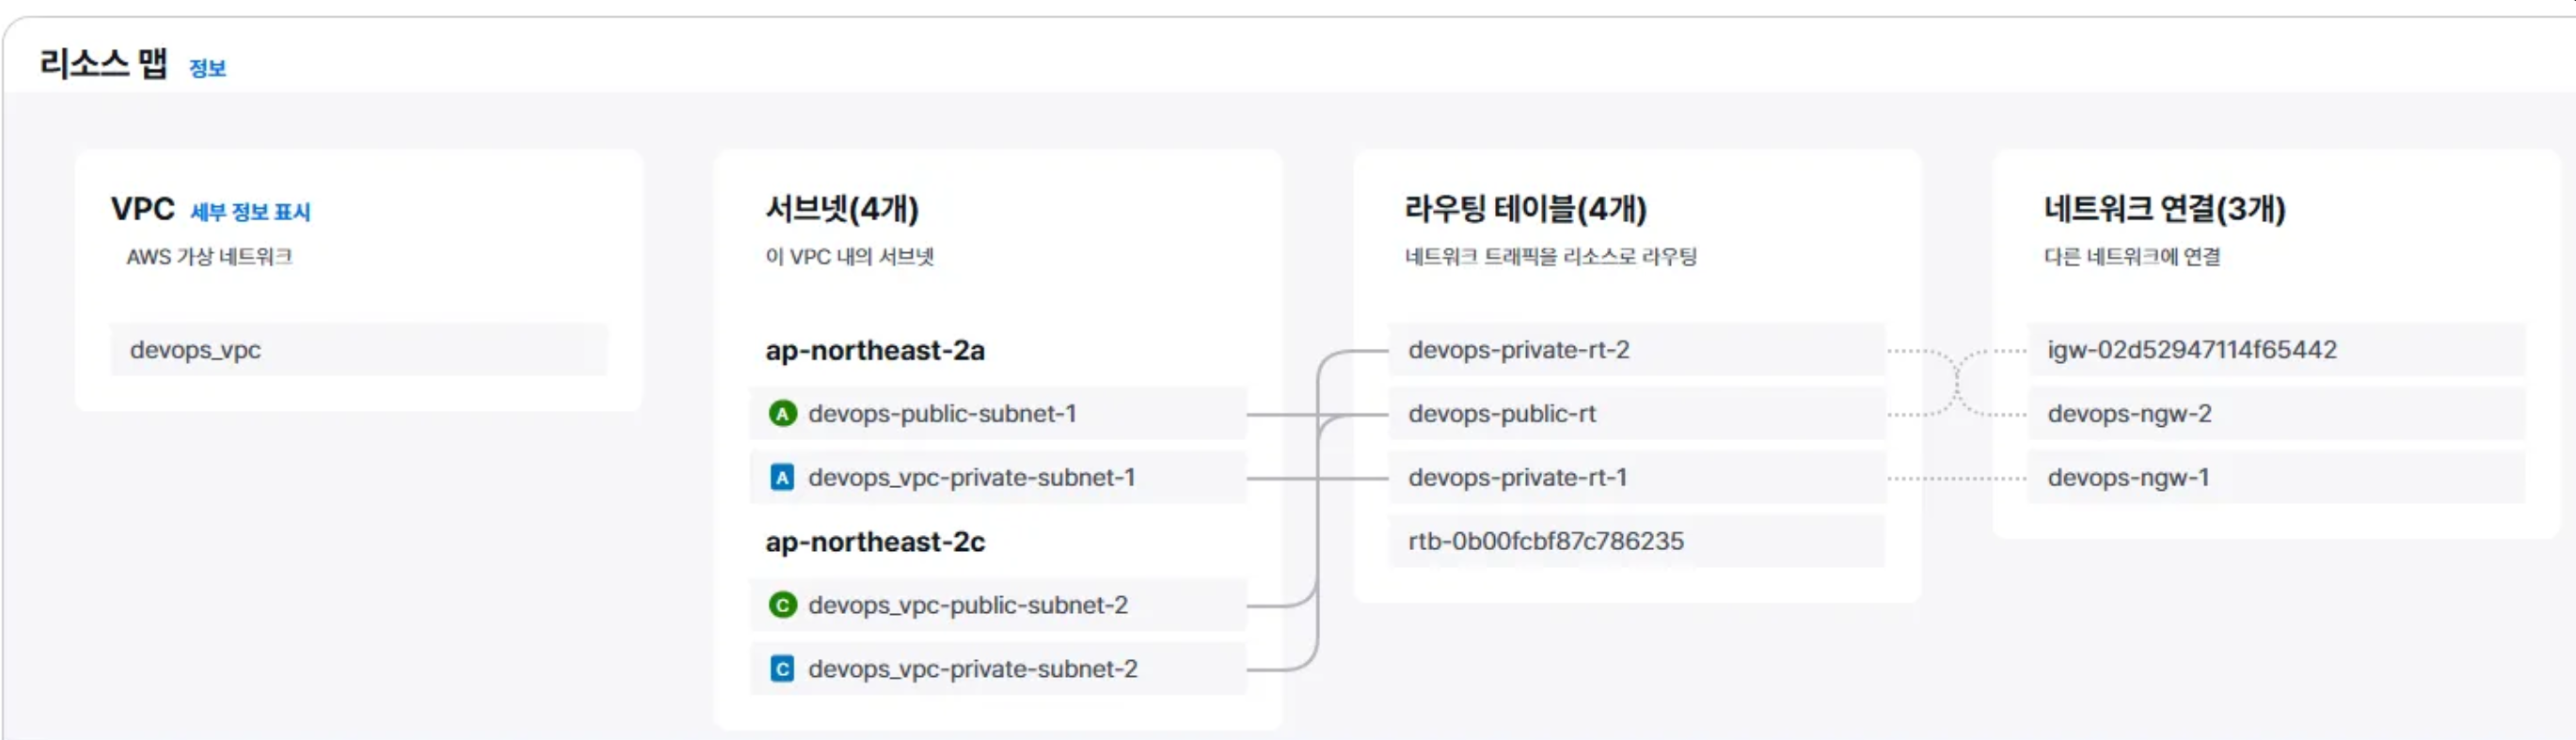 리소스 맵 정보
VPC 세부 정보 표시
AWS 가상 네트워크
devops_vpc
서브넷(4개)
이 VPC 내의 서브넷
ap-northeast-2a
A devops-public-subnet-1
A devops_vpc-private-subnet-1
ap-northeast-2c
C devops_vpc-public-subnet-2
C devops_vpc-private-subnet-2
라우팅 테이블(4개)
네트워크 트래픽을 리소스로 라우팅
devops-private-rt-2
devops-public-rt
devops-private-rt-1
rtb-0b00fcbf87c786235
네트워크 연결(3개)
다른 네트워크에 연결
igw-02d52947114f65442
devops-ngw-2
devops-ngw-1